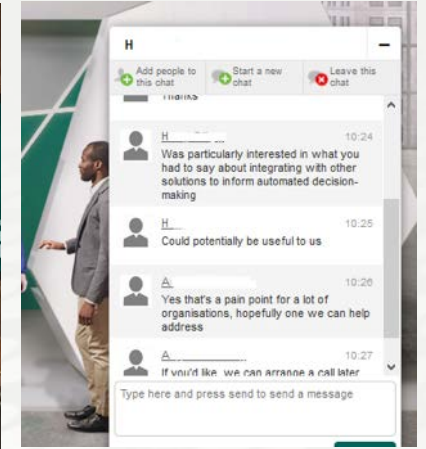 H
Add people to this chat
Start a new chat
Leave this chat
Thanks
H 10:24
Was particularly interested in what you
had to say about integrating with other
solutions to inform automated decision-
making
H 10:25
Could potentially be useful to us
A 10:26
Yes that's a pain point for a lot of
organisations, hopefully one we can help
address
A 10:27
If you'd like, we can arrange a call later
Type here and press send to send a message